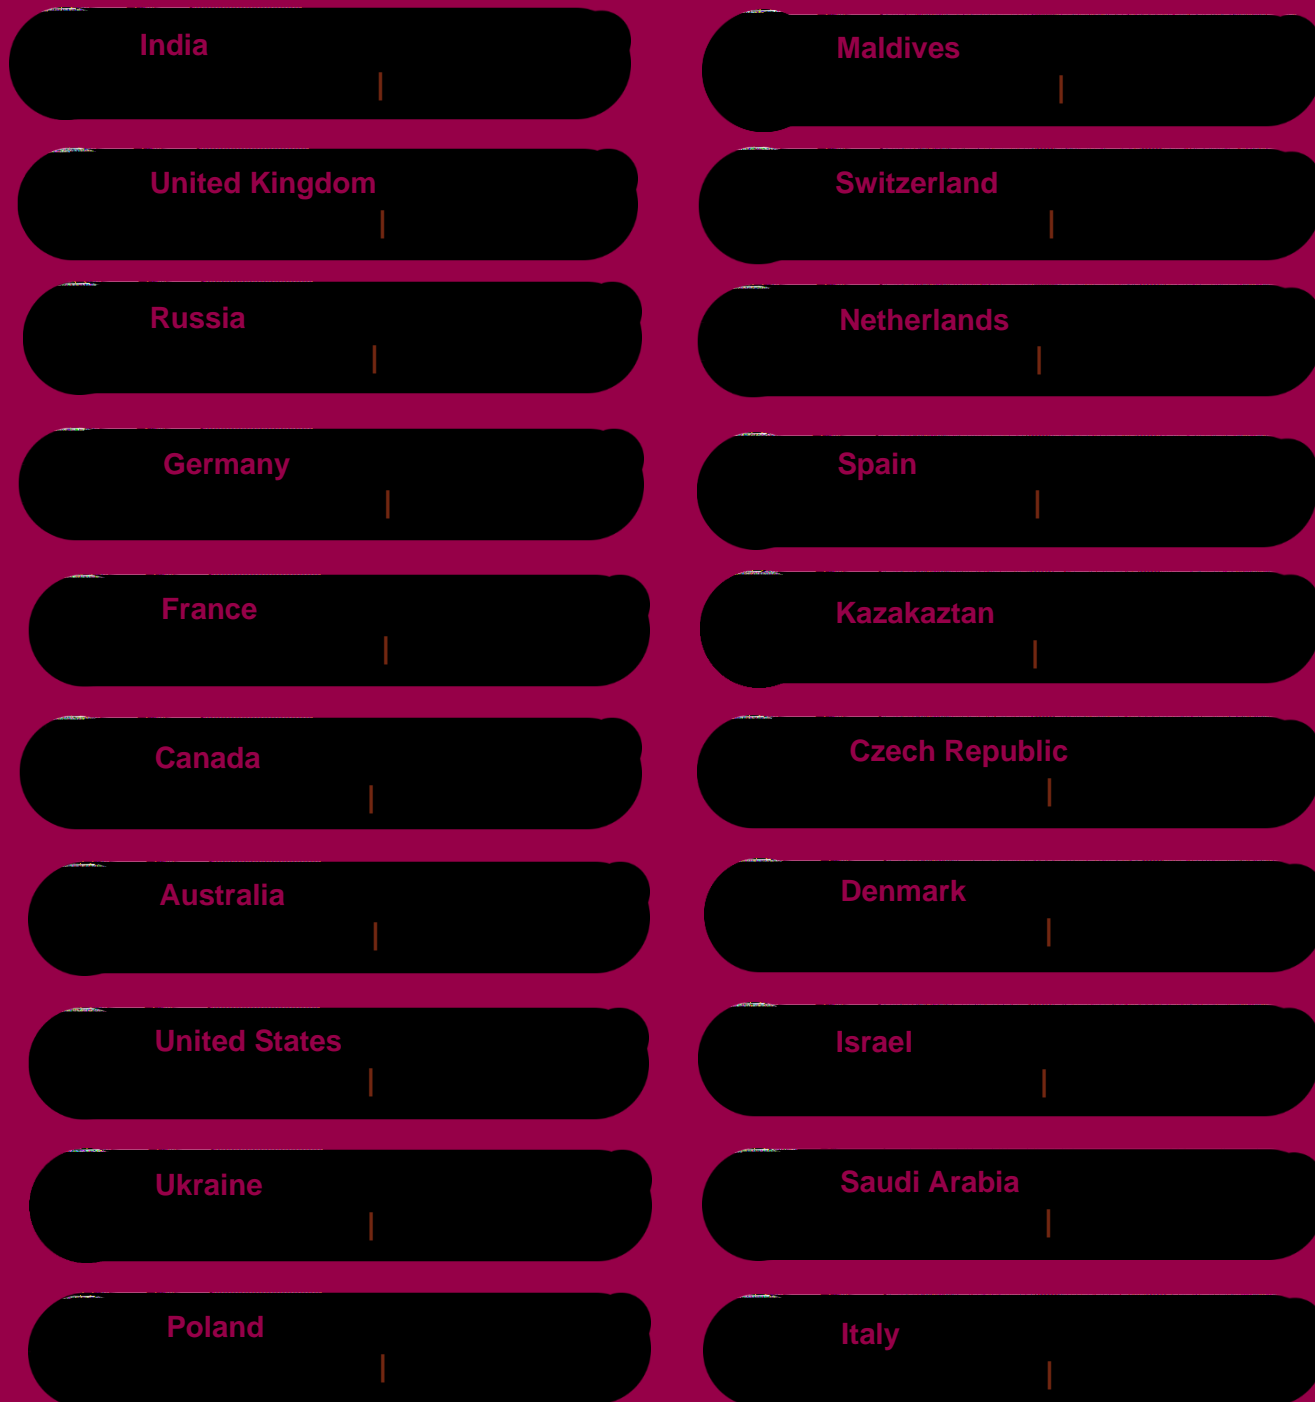 India
|
United Kingdom
|
Russia
|
Germany
|
France
|
Canada
|
Australia
|
United States
|
Ukraine
|
Poland
|
Maldives
|
Switzerland
|
Netherlands
|
Spain
|
Kazakaztan
|
Czech Republic
|
Denmark
|
Israel
|
Saudi Arabia
|
Italy
|